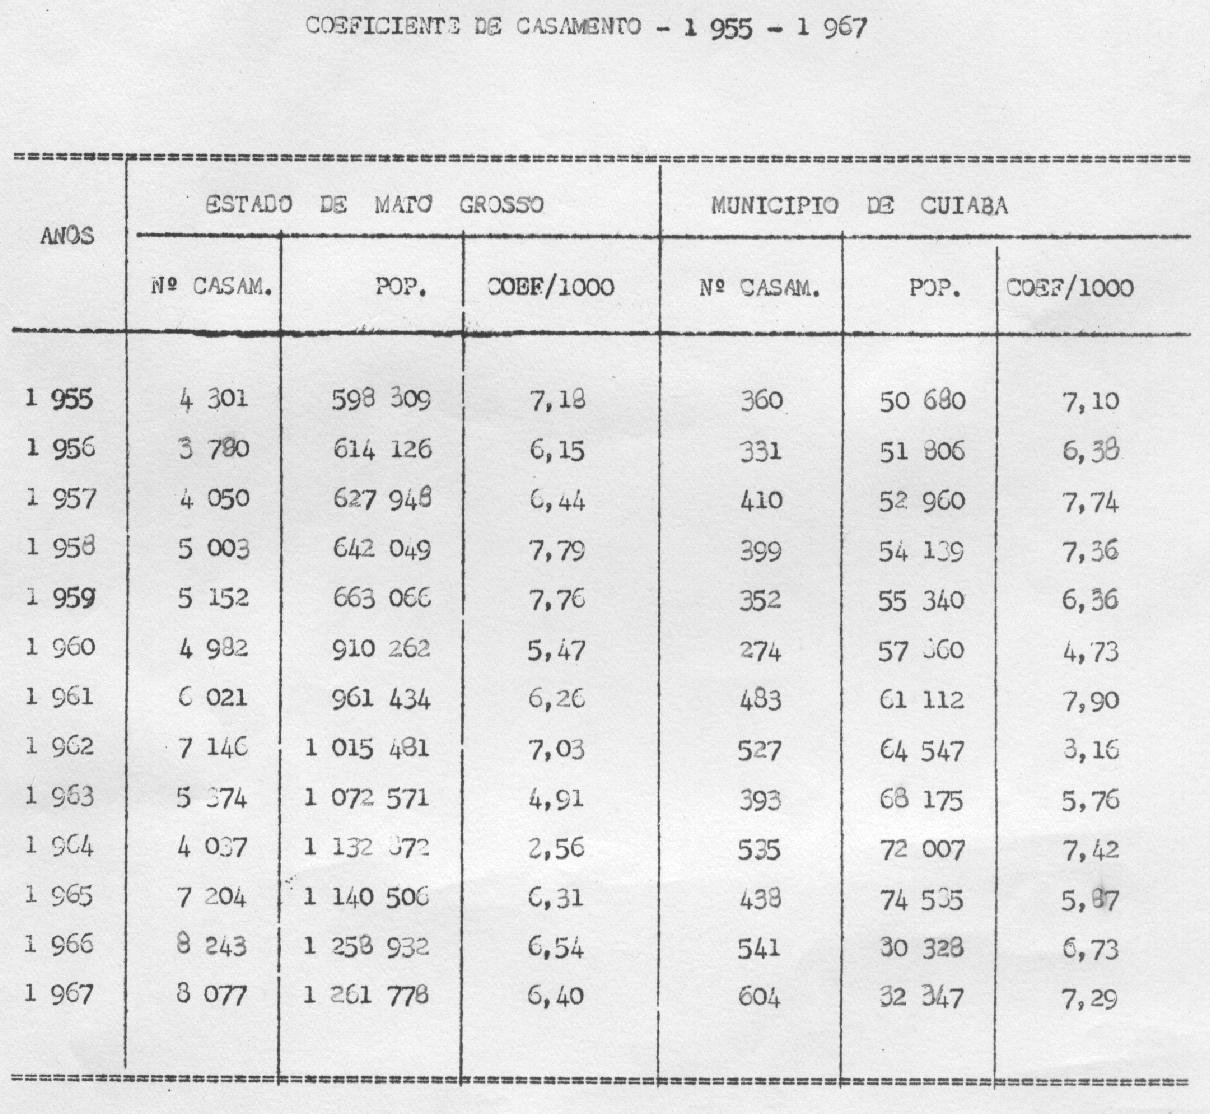 COEFICIENTE DE CASAMENTO - 1 955 - 1 967
ANOS ESTADO DE MATO GROSSO MUNICIPIO DE CUIABA
Nº CASAM. POP. COEF/1000 Nº CASAM. POP. COEF/1000
1 955 4 301 598 309 7,18 360 50 680 7,10
1 956 3 780 614 126 6,15 331 51 806 6,38
1 957 4 050 627 948 6,44 410 52 960 7,74
1 958 5 003 642 049 7,79 399 54 139 7,36
1 959 5 152 663 066 7,76 352 55 340 6,36
1 960 4 982 910 262 5,47 274 57 860 4,73
1 961 6 021 961 434 6,26 483 61 112 7,90
1 962 7 146 1 015 481 7,03 527 64 547 8,16
1 963 5 374 1 072 571 4,91 393 68 175 5,76
1 964 4 037 1 132 872 2,56 535 72 007 7,42
1 965 7 204 1 140 506 6,31 438 74 535 5,87
1 966 8 243 1 258 932 6,54 541 80 328 6,73
1 967 8 077 1 261 778 6,40 604 82 847 7,29